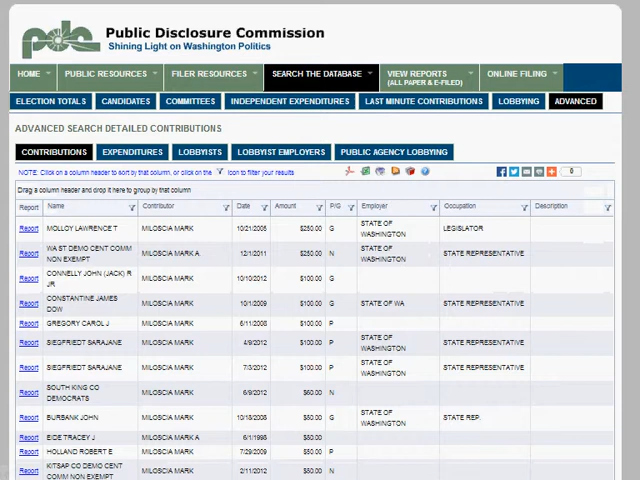 pdc Public Disclosure Commission
Shining Light on Washington Politics
HOME PUBLIC RESOURCES FILER RESOURCES SEARCH THE DATABASE VIEW REPORTS ONLINE FILING
(ALL PAPER & E-FILED)
ELECTION TOTALS CANDIDATES COMMITTEES INDEPENDENT EXPENDITURES LAST MINUTE CONTRIBUTIONS LOBBYING ADVANCED
ADVANCED SEARCH DETAILED CONTRIBUTIONS
CONTRIBUTIONS EXPENDITURES LOBBYISTS LOBBYIST EMPLOYERS PUBLIC AGENCY LOBBYING
NOTE: Click on a column header to sort by that column, or click on the icon to filter your results
0
Drag a column header and drop it here to group by that column
Report Name Contributor Date Amount P/G Employer Occupation Description
Report MOLLOY LAWRENCE T MILOSCIA MARK $250.00 G STATE OF WASHINGTON LEGISLATOR
Report WA ST DEMO CENT COMM NON EXEMPT MILOSCIA MARK A 12/1/2011 $250.00 N STATE OF WASHINGTON STATE REPRESENTATIVE
Report CONNELLY JOHN (JACK) R JR MILOSCIA MARK 10/10/2012 $100.00 G
Report CONSTANTINE JAMES DOW MILOSCIA MARK 10/1/2009 $100.00 G STATE OF WA STATE REPRESENTATIVE
Report GREGORY CAROL J MILOSCIA MARK 6/11/2008 $100.00 P
Report SIEGFRIEDT SARAJANE MILOSCIA MARK 4/9/2012 $100.00 P STATE OF WASHINGTON STATE REPRESENTATIVE
Report SIEGFRIEDT SARAJANE MILOSCIA MARK 7/3/2012 $100.00 P STATE OF WASHINGTON STATE REPRESENTATIVE
Report SOUTH KING CO DEMOCRATS MILOSCIA MARK 6/9/2012 $60.00 N
Report BURBANK JOHN MILOSCIA MARK 10/18/2008 $50.00 G STATE OF WASHINGTON STATE REP.
Report EIDE TRACEY J MILOSCIA MARK A 6/1/1998 $50.00
Report HOLLAND ROBERT E MILOSCIA MARK 7/29/2009 $50.00 P
Report KITSAP CO DEMO CENT COMM NON EXEMPT MILOSCIA MARK 2/11/2012 $50.00 N